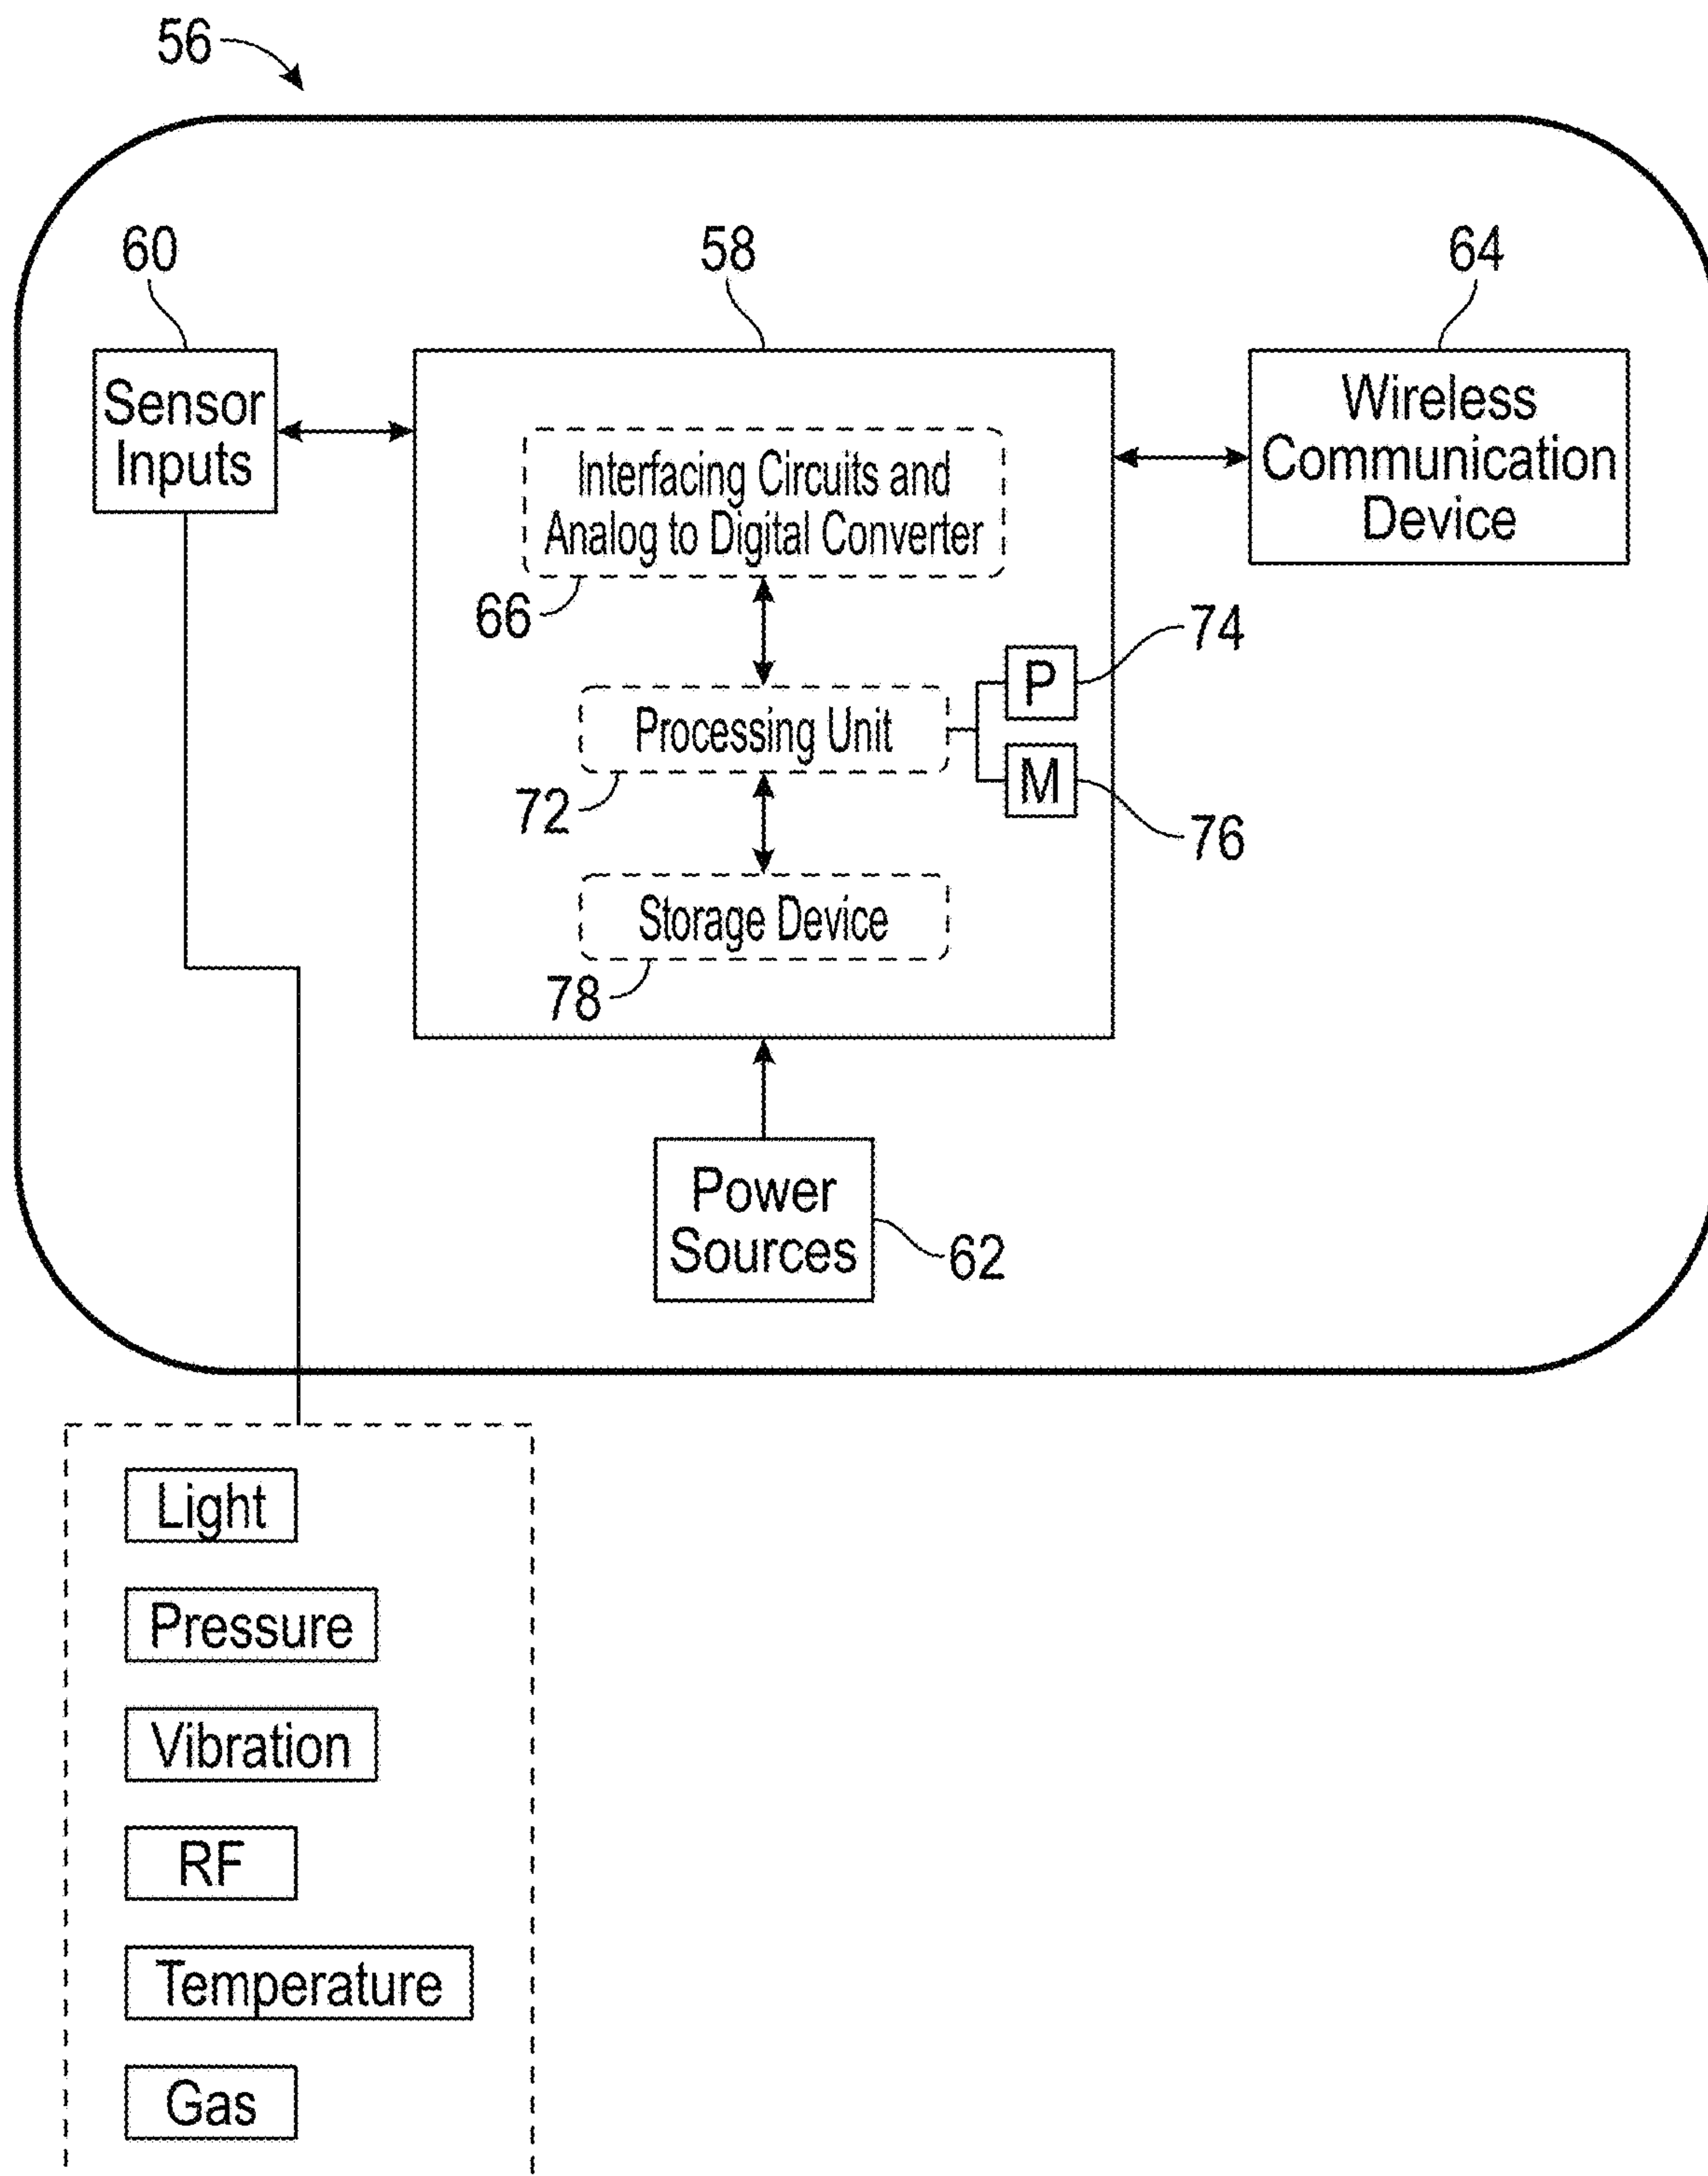 56
60
58
64
Sensor
Inputs
Wireless
Communication
Device
Interfacing Circuits and
Analog to Digital Converter
66
74
P
Processing Unit
M
72
76
Storage Device
78
Power
Sources
62
Light
Pressure
Vibration
RF
Temperature
Gas